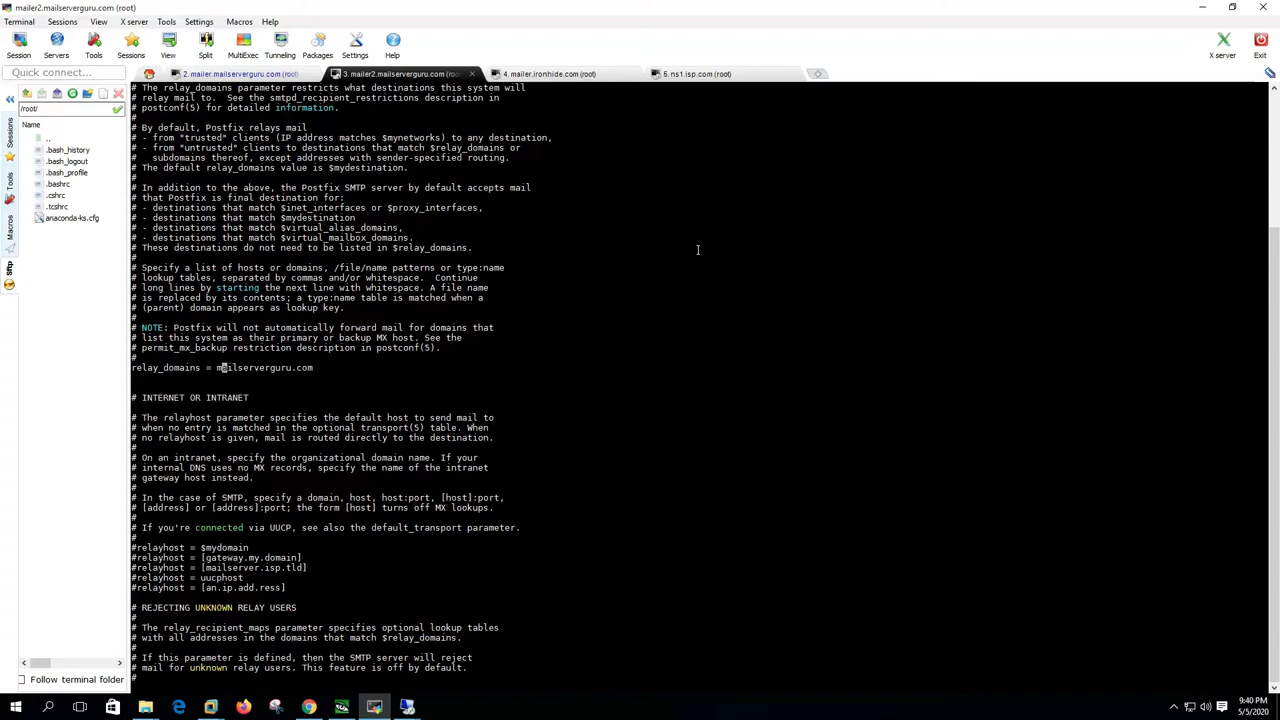 mailer2.mailserverguru.com (root)
Terminal Sessions View X server Tools Settings Macros Help
Session Servers Tools Sessions View Split MultiExec Tunneling Packages Settings Help X server Exit
Quick connect...
2. mailer.mailserverguru.com (root)
3. mailer2.mailserverguru.com (root)
4. mailer.ironhide.com (root)
5. ns1.isp.com (root)
/root/
Name
..
.bash_history
.bash_logout
.bash_profile
.bashrc
.cshrc
.tcshrc
anaconda-ks.cfg
Sessions
Tools
Macros
Sftp
# The relay_domains parameter restricts what destinations this system will
# relay mail to.  See the smtpd_recipient_restrictions description in
# postconf(5) for detailed information.
#
# By default, Postfix relays mail
# - from "trusted" clients (IP address matches $mynetworks) to any destination,
# - from "untrusted" clients to destinations that match $relay_domains or
#   subdomains thereof, except addresses with sender-specified routing.
# The default relay_domains value is $mydestination.
#
# In addition to the above, the Postfix SMTP server by default accepts mail
# that Postfix is final destination for:
# - destinations that match $inet_interfaces or $proxy_interfaces,
# - destinations that match $mydestination
# - destinations that match $virtual_alias_domains,
# - destinations that match $virtual_mailbox_domains.
# These destinations do not need to be listed in $relay_domains.
#
# Specify a list of hosts or domains, /file/name patterns or type:name
# lookup tables, separated by commas and/or whitespace.  Continue
# long lines by starting the next line with whitespace. A file name
# is replaced by its contents; a type:name table is matched when a
# (parent) domain appears as lookup key.
#
# NOTE: Postfix will not automatically forward mail for domains that
# list this system as their primary or backup MX host. See the
# permit_mx_backup restriction description in postconf(5).
#
relay_domains = mailserverguru.com
# INTERNET OR INTRANET
# The relayhost parameter specifies the default host to send mail to
# when no entry is matched in the optional transport(5) table. When
# no relayhost is given, mail is routed directly to the destination.
#
# On an intranet, specify the organizational domain name. If your
# internal DNS uses no MX records, specify the name of the intranet
# gateway host instead.
#
# In the case of SMTP, specify a domain, host, host:port, [host]:port,
# [address] or [address]:port; the form [host] turns off MX lookups.
#
# If you're connected via UUCP, see also the default_transport parameter.
#
#relayhost = $mydomain
#relayhost = [gateway.my.domain]
#relayhost = [mailserver.isp.tld]
#relayhost = uucphost
#relayhost = [an.ip.add.ress]
# REJECTING UNKNOWN RELAY USERS
#
# The relay_recipient_maps parameter specifies optional lookup tables
# with all addresses in the domains that match $relay_domains.
#
# If this parameter is defined, then the SMTP server will reject
# mail for unknown relay users. This feature is off by default.
#
Follow terminal folder
9:40 PM
5/5/2020